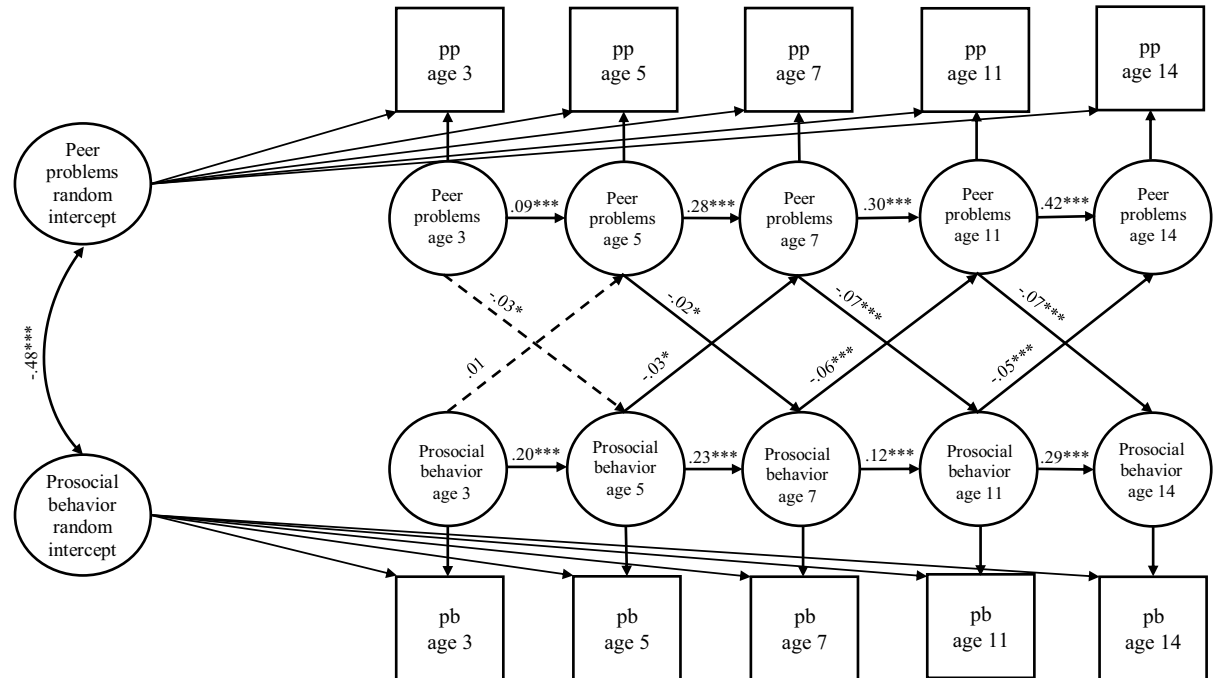 pp
age 3
pp
age 5
pp
age 7
pp
age 11
pp
age 14
Peer
problems
random
intercept
Peer
problems
age 3
.09***
Peer
problems
age 5
.28***
Peer
problems
age 7
.30***
Peer
problems
age 11
.42***
Peer
problems
age 14
-.48***
-.03*
.01
-.02*
-.03*
-.07***
-.06***
-.07***
-.05***
Prosocial
behavior
random
intercept
Prosocial
behavior
age 3
.20***
Prosocial
behavior
age 5
.23***
Prosocial
behavior
age 7
.12***
Prosocial
behavior
age 11
.29***
Prosocial
behavior
age 14
pb
age 3
pb
age 5
pb
age 7
pb
age 11
pb
age 14